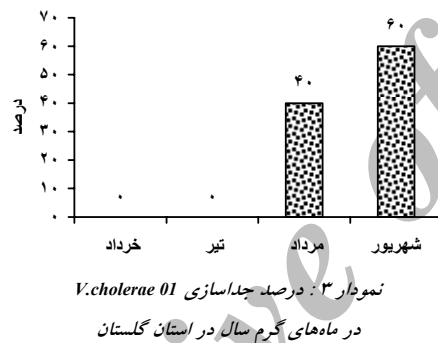 درصد
۷۰
۶۰
۵۰
۴۰
۳۰
۲۰
۱۰
۰
۰
۰
۴۰
۶۰
خرداد
تیر
مرداد
شهریور
نمودار ۳ : درصد جداسازی V.cholerae 01
در ماه‌های گرم سال در استان گلستان